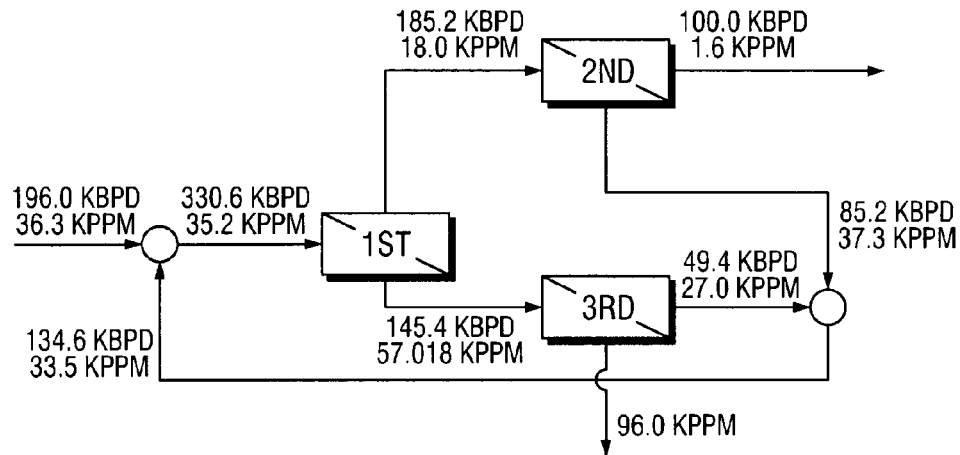 185.2 KBPD
18.0 KPPM
2ND
100.0 KBPD
1.6 KPPM
196.0 KBPD
36.3 KPPM
330.6 KBPD
35.2 KPPM
1ST
85.2 KBPD
37.3 KPPM
145.4 KBPD
57.018 KPPM
3RD
49.4 KBPD
27.0 KPPM
134.6 KBPD
33.5 KPPM
96.0 KPPM